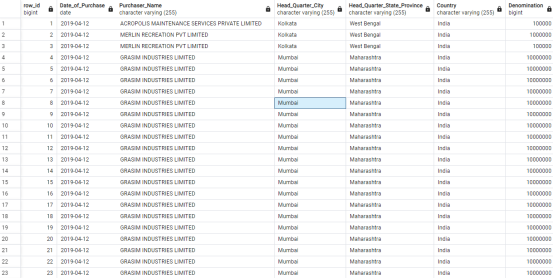 row_id bigint Date_of_Purchase date Purchaser_Name character varying (255) Head_Quarter_City character varying (255) Head_Quarter_State_Province character varying (255) Country character varying (255) Denomination bigint
1 1 2019-04-12 ACROPOLIS MAINTENANCE SERVICES PRIVATE LIMITED Kolkata West Bengal India 100000
2 2 2019-04-12 MERLIN RECREATION PVT LIMITED Kolkata West Bengal India 1000000
3 3 2019-04-12 MERLIN RECREATION PVT LIMITED Kolkata West Bengal India 100000
4 4 2019-04-12 GRASIM INDUSTRIES LIMITED Mumbai Maharashtra India 10000000
5 5 2019-04-12 GRASIM INDUSTRIES LIMITED Mumbai Maharashtra India 10000000
6 6 2019-04-12 GRASIM INDUSTRIES LIMITED Mumbai Maharashtra India 10000000
7 7 2019-04-12 GRASIM INDUSTRIES LIMITED Mumbai Maharashtra India 10000000
8 8 2019-04-12 GRASIM INDUSTRIES LIMITED Mumbai Maharashtra India 10000000
9 9 2019-04-12 GRASIM INDUSTRIES LIMITED Mumbai Maharashtra India 10000000
10 10 2019-04-12 GRASIM INDUSTRIES LIMITED Mumbai Maharashtra India 10000000
11 11 2019-04-12 GRASIM INDUSTRIES LIMITED Mumbai Maharashtra India 10000000
12 12 2019-04-12 GRASIM INDUSTRIES LIMITED Mumbai Maharashtra India 10000000
13 13 2019-04-12 GRASIM INDUSTRIES LIMITED Mumbai Maharashtra India 10000000
14 14 2019-04-12 GRASIM INDUSTRIES LIMITED Mumbai Maharashtra India 10000000
15 15 2019-04-12 GRASIM INDUSTRIES LIMITED Mumbai Maharashtra India 10000000
16 16 2019-04-12 GRASIM INDUSTRIES LIMITED Mumbai Maharashtra India 10000000
17 17 2019-04-12 GRASIM INDUSTRIES LIMITED Mumbai Maharashtra India 10000000
18 18 2019-04-12 GRASIM INDUSTRIES LIMITED Mumbai Maharashtra India 10000000
19 19 2019-04-12 GRASIM INDUSTRIES LIMITED Mumbai Maharashtra India 10000000
20 20 2019-04-12 GRASIM INDUSTRIES LIMITED Mumbai Maharashtra India 10000000
21 21 2019-04-12 GRASIM INDUSTRIES LIMITED Mumbai Maharashtra India 10000000
22 22 2019-04-12 GRASIM INDUSTRIES LIMITED Mumbai Maharashtra India 10000000
23 23 2019-04-12 GRASIM INDUSTRIES LIMITED Mumbai Maharashtra India 10000000